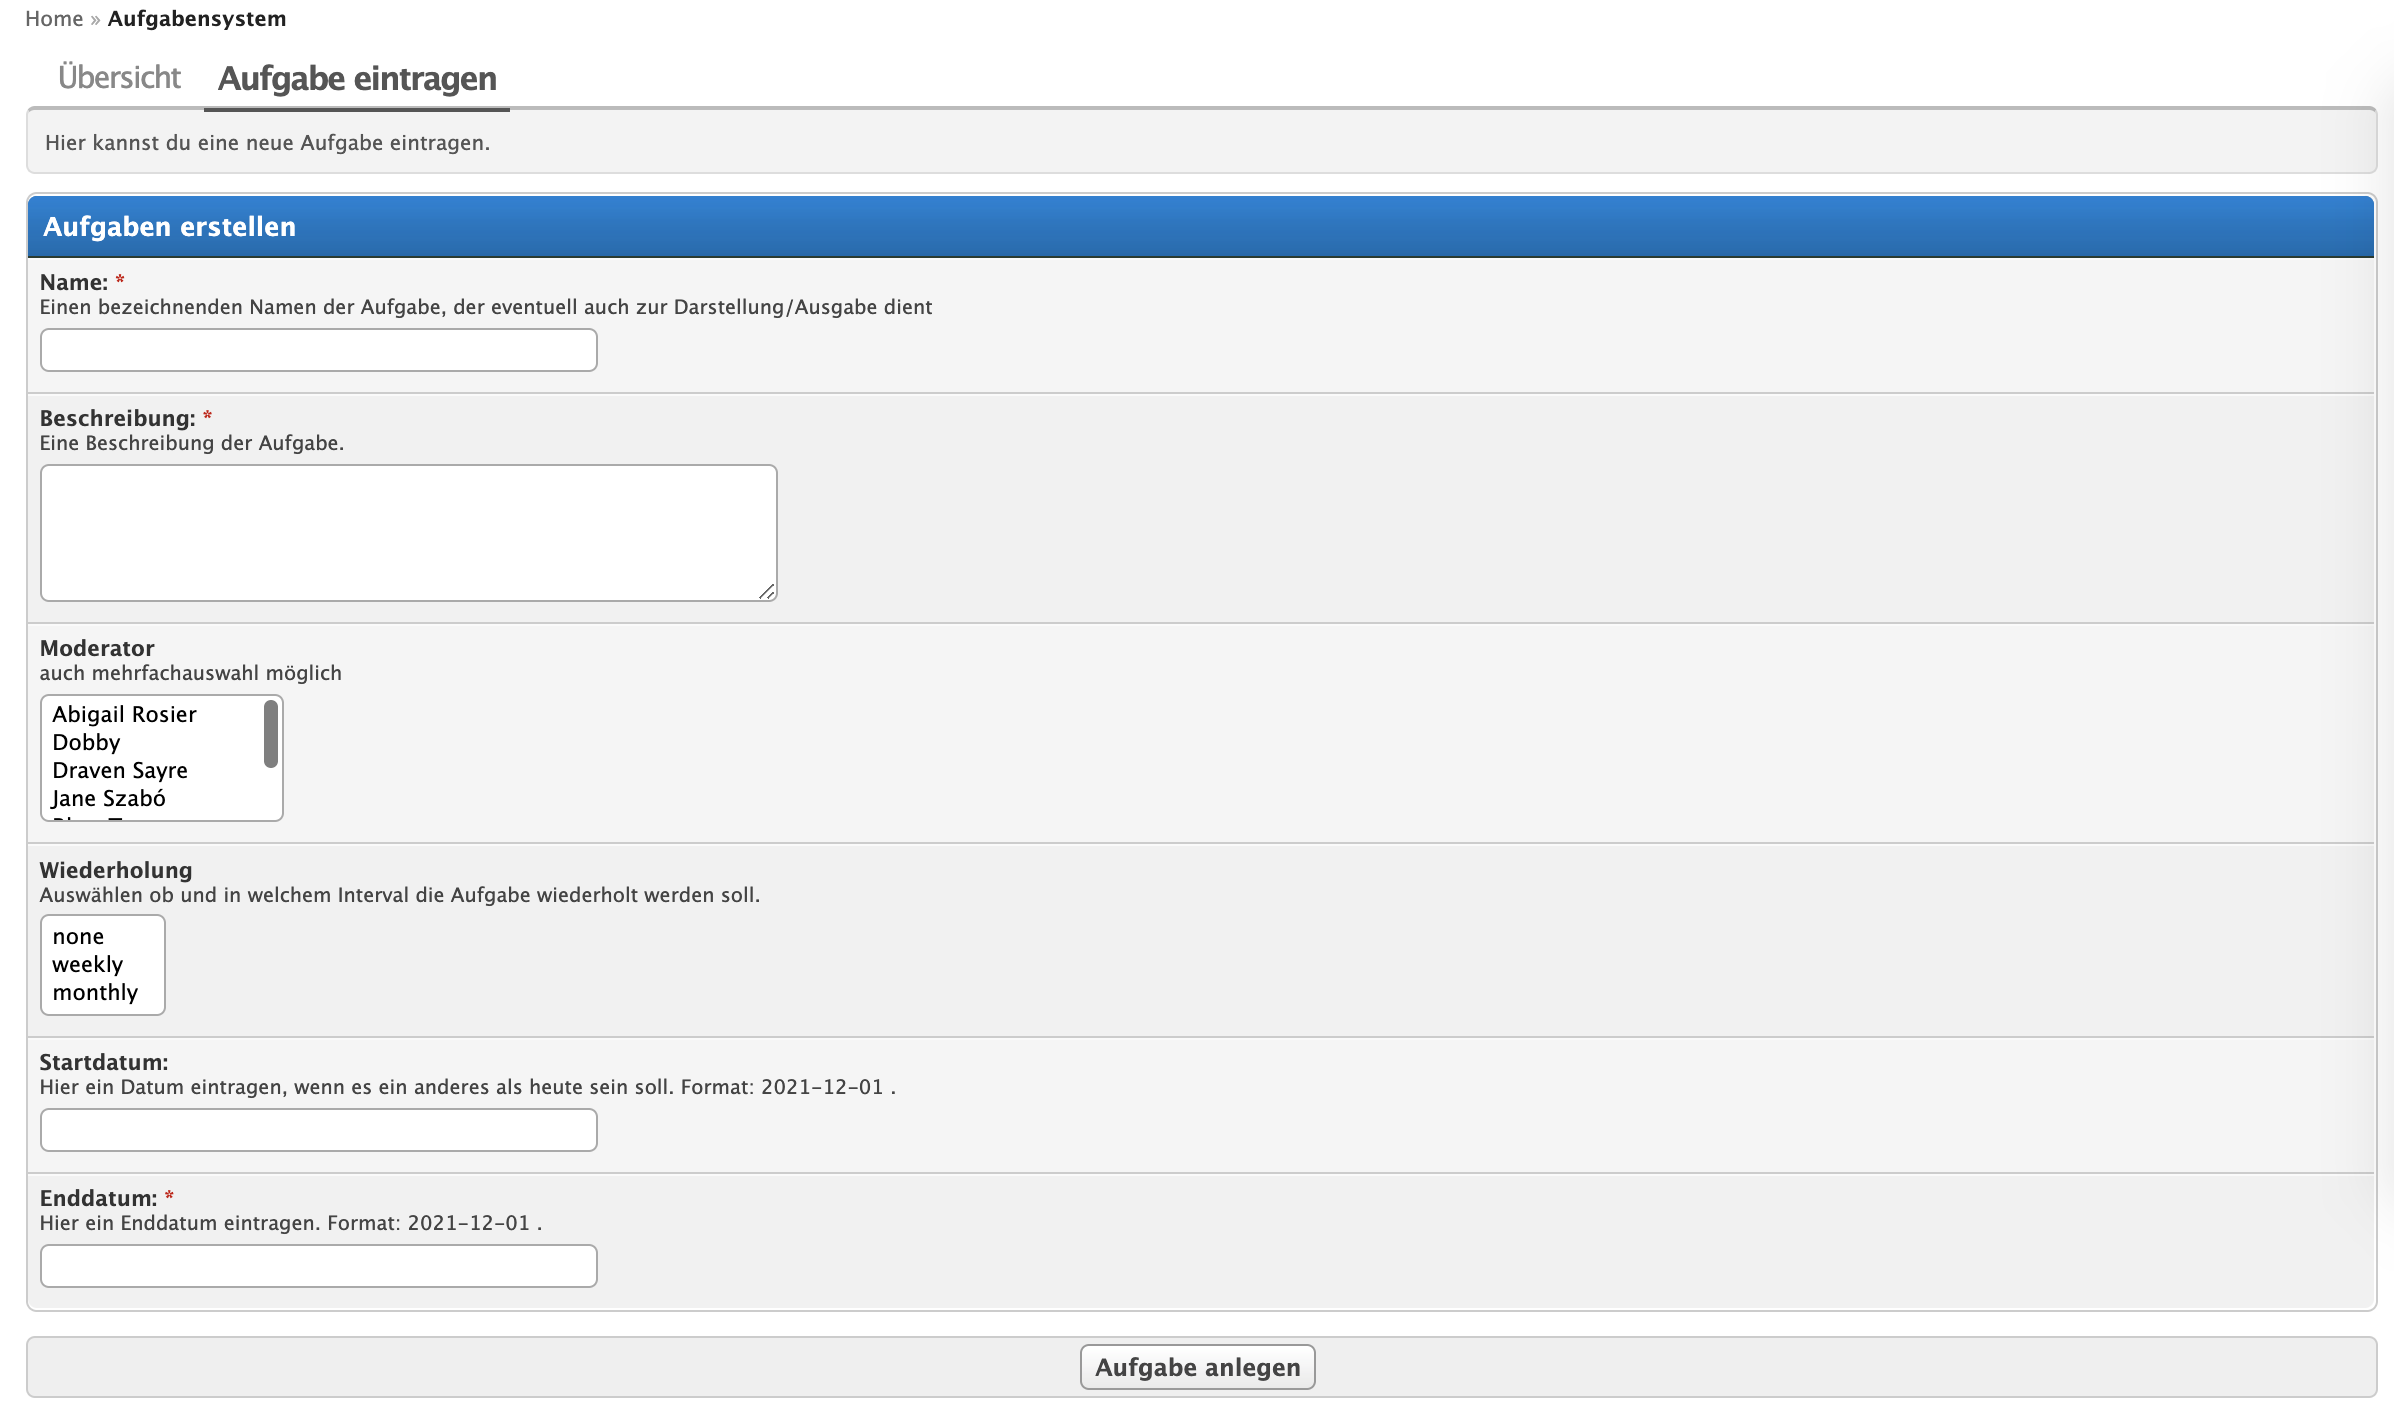 Home » Aufgabensystem
Übersicht Aufgabe eintragen
Hier kannst du eine neue Aufgabe eintragen.
Aufgaben erstellen
Name: *
Einen bezeichnenden Namen der Aufgabe, der eventuell auch zur Darstellung/Ausgabe dient
Beschreibung: *
Eine Beschreibung der Aufgabe.
Moderator
auch mehrfachauswahl möglich
Abigail Rosier
Dobby
Draven Sayre
Jane Szabó
Wiederholung
Auswählen ob und in welchem Interval die Aufgabe wiederholt werden soll.
none
weekly
monthly
Startdatum:
Hier ein Datum eintragen, wenn es ein anderes als heute sein soll. Format: 2021-12-01 .
Enddatum: *
Hier ein Enddatum eintragen. Format: 2021-12-01 .
Aufgabe anlegen